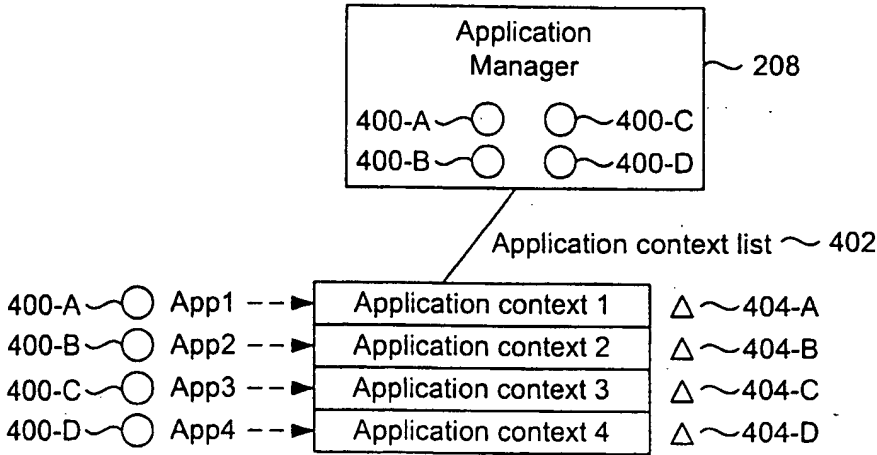 Application
Manager
208
400-A 400-C
400-B 400-D
Application context list 402
400-A App1 Application context 1 404-A
400-B App2 Application context 2 404-B
400-C App3 Application context 3 404-C
400-D App4 Application context 4 404-D